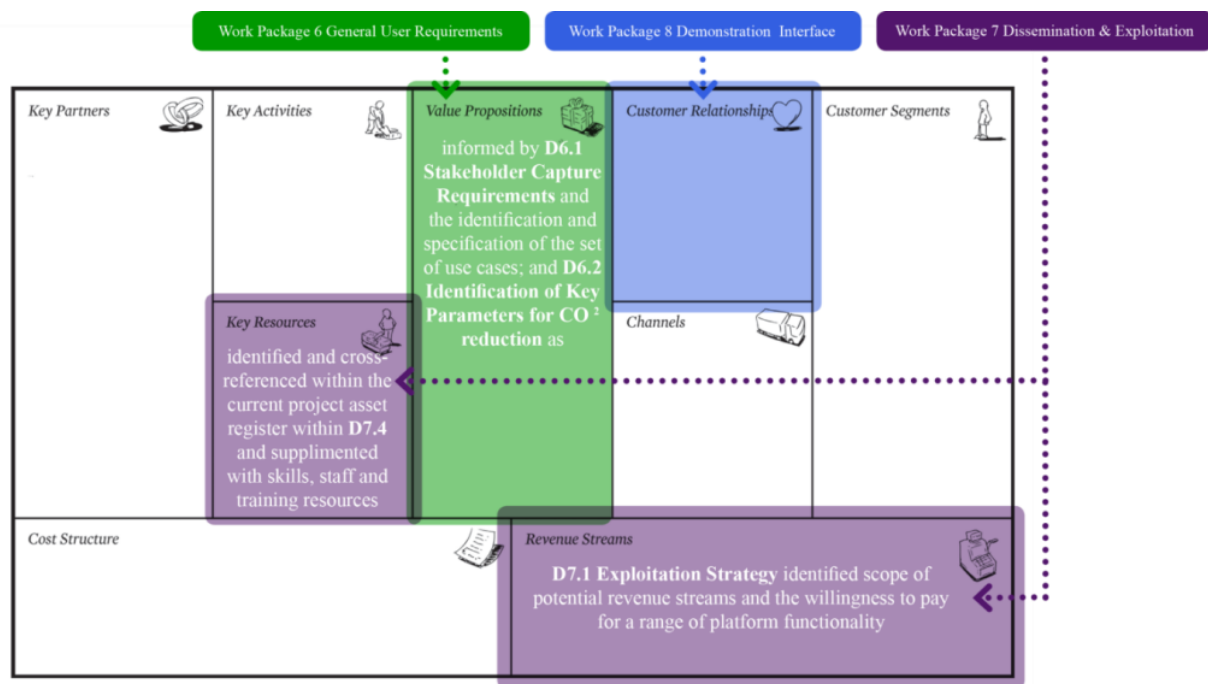 Work Package 6 General User Requirements
Work Package 8 Demonstration Interface
Work Package 7 Dissemination & Exploitation
Key Partners
Key Activities
Value Propositions
informed by D6.1
Stakeholder Capture
Requirements and
the identification and
specification of the set
of use cases; and D6.2
Identification of Key
Parameters for CO ²
reduction as
Customer Relationships
Customer Segments
Key Resources
identified and cross-
referenced within the
current project asset
register within D7.4
and supplimented
with skills, staff and
training resources
Channels
Cost Structure
Revenue Streams
D7.1 Exploitation Strategy identified scope of
potential revenue streams and the willingness to pay
for a range of platform functionality